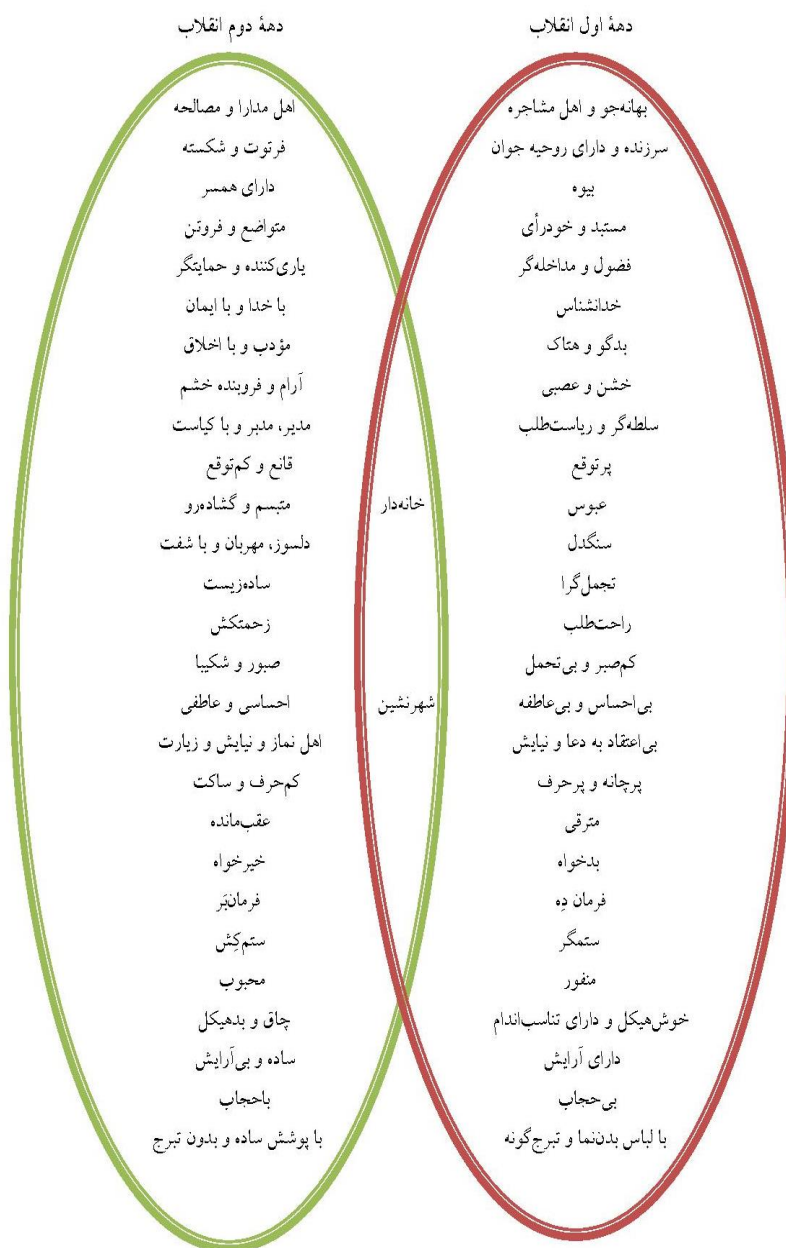 دههٔ اول انقلاب
دههٔ دوم انقلاب
بهانه‌جو و اهل مشاجره
سرزنده و دارای روحیه جوان
بیوه
مستبد و خودرأی
فضول و مداخله‌گر
خدانشناس
بدگو و هتاک
خشن و عصبی
سلطه‌گر و ریاست‌طلب
پرتوقع
عبوس
سنگدل
تجمل‌گرا
راحت‌طلب
کم‌صبر و بی‌تحمل
بی‌احساس و بی‌عاطفه
بی‌اعتقاد به دعا و نیایش
پرچانه و پرحرف
مترقی
بدخواه
فرمان دِه
ستمگر
منفور
خوش‌هیکل و دارای تناسب‌اندام
دارای آرایش
بی‌حجاب
با لباس بدن‌نما و تبرج‌گونه
خانه‌دار
شهرنشین
اهل مدارا و مصالحه
فرتوت و شکسته
دارای همسر
متواضع و فروتن
یاری‌کننده و حمایتگر
با خدا و با ایمان
مؤدب و با اخلاق
آرام و فروبنده خشم
مدیر، مدبر و با کیاست
قانع و کم‌توقع
متبسم و گشاده‌رو
دلسوز، مهربان و با شفت
ساده‌زیست
زحمتکش
صبور و شکیبا
احساسی و عاطفی
اهل نماز و نیایش و زیارت
کم‌حرف و ساکت
عقب‌مانده
خیرخواه
فرمان‌بَر
ستم‌کِش
محبوب
چاق و بدهیکل
ساده و بی‌آرایش
باحجاب
با پوشش ساده و بدون تبرج